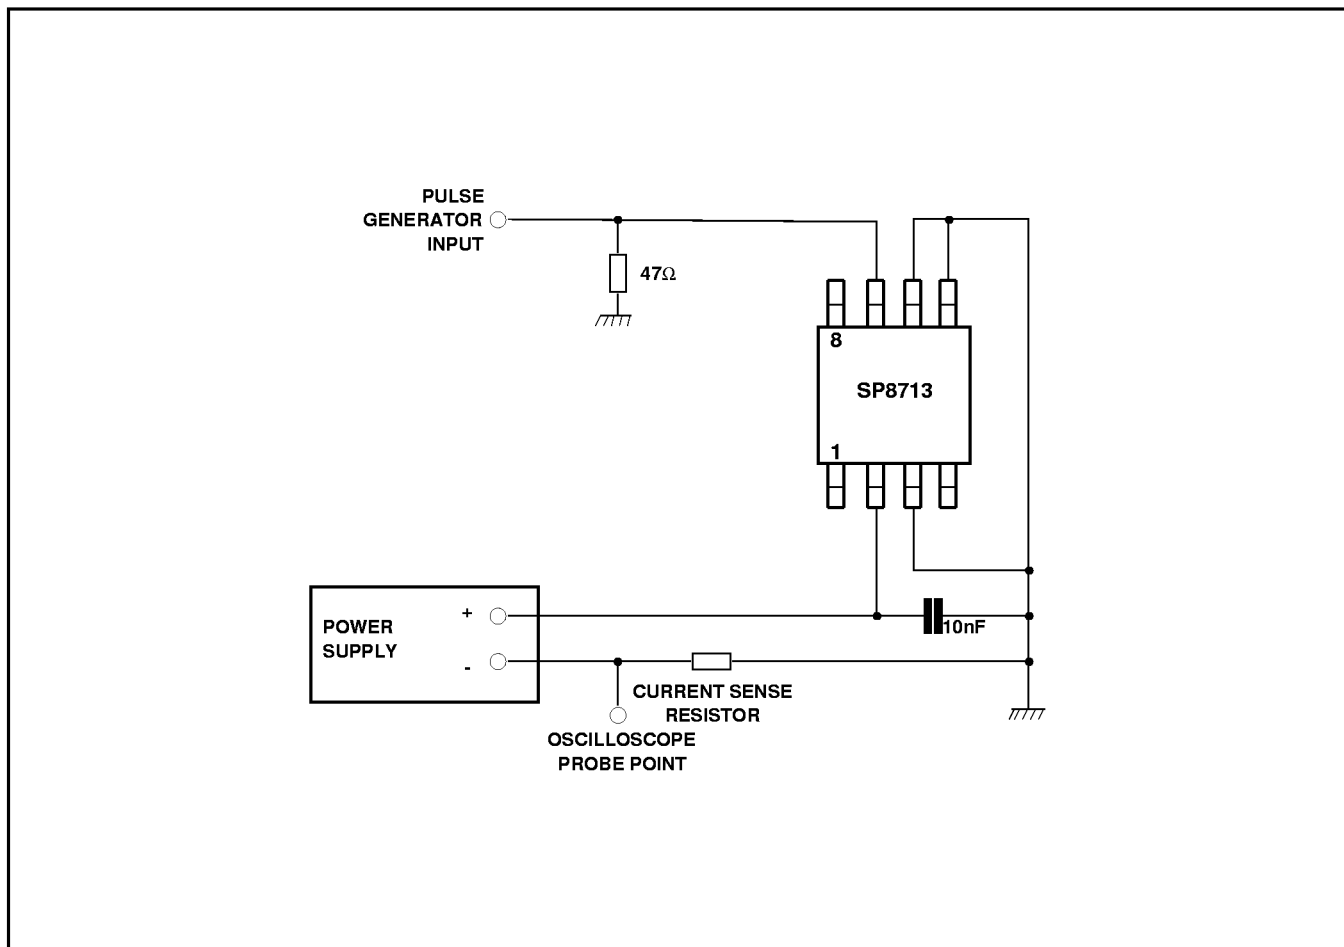 PULSE
GENERATOR
INPUT
47Ω
8
SP8713
1
+
POWER
SUPPLY
-
10nF
CURRENT SENSE
RESISTOR
OSCILLOSCOPE
PROBE POINT